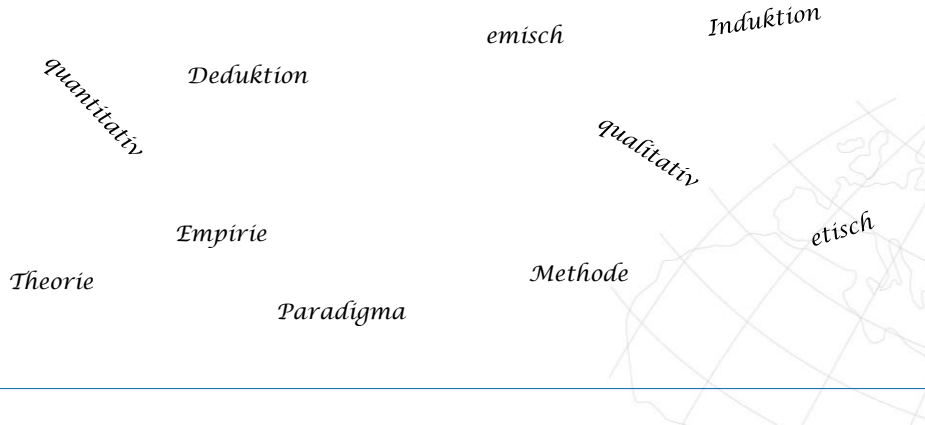 Induktion
emisch
Deduktion
quantitativ
qualitativ
etisch
Empirie
Methode
Theorie
Paradigma